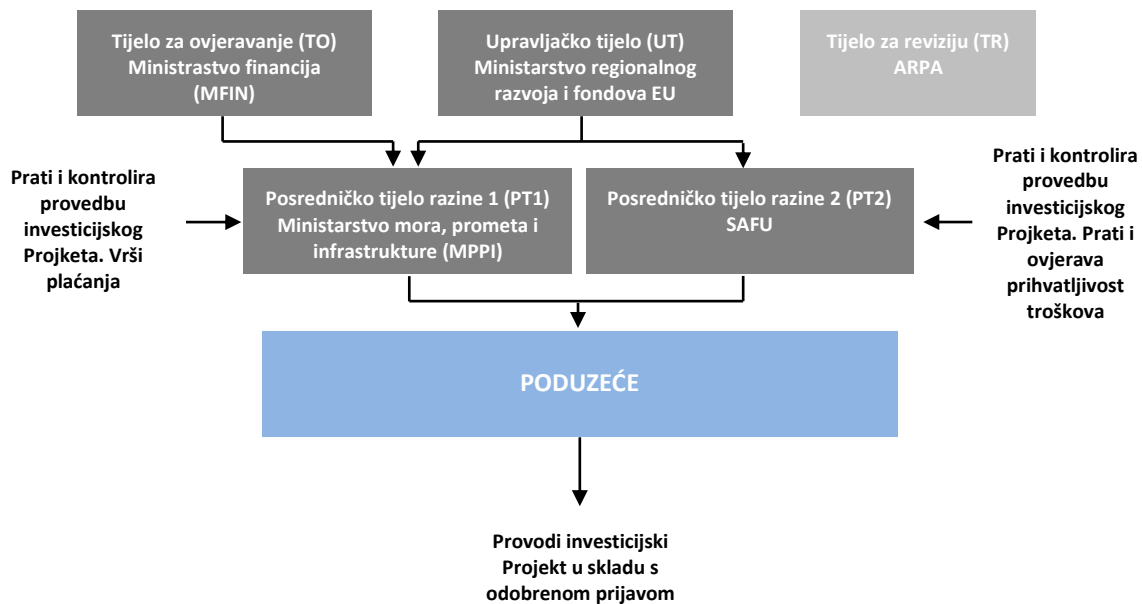 Tijelo za ovjeravanje (TO)
Ministrastvo financija
(MFIN)
Upravljačko tijelo (UT)
Ministarstvo regionalnog
razvoja i fondova EU
Tijelo za reviziju (TR)
ARPA
Prati i kontrolira
provedbu
investicijskog
Projketa. Vrši
plaćanja
Posredničko tijelo razine 1 (PT1)
Ministarstvo mora, prometa i
infrastrukture (MPPI)
Posredničko tijelo razine 2 (PT2)
SAFU
Prati i kontrolira
provedbu
investicijskog
Projketa. Prati i
ovjerava
prihvatljivost
troškova
PODUZEĆE
Provodi investicijski
Projekt u skladu s
odobrenom prijavom